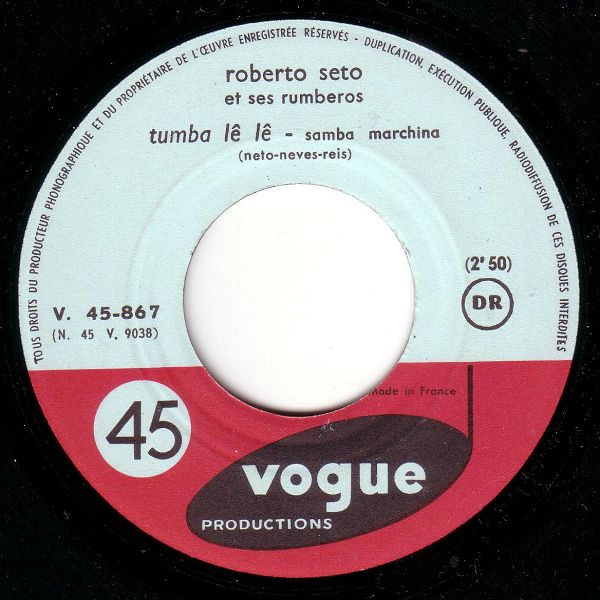 TOUS DROITS DU PRODUCTEUR PHONOGRAPHIQUE ET DU PROPRIÉTAIRE DE L'ŒUVRE ENREGISTRÉE RÉSERVÉS - DUPLICATION, EXÉCUTION PUBLIQUE, RADIODIFFUSION DE CES DISQUES INTERDITES
roberto seto
et ses rumberos
tumba lê lê - samba marchina
(neto-neves-reis)
(2'50)
V. 45-867
DR
(N. 45 V. 9038)
Made in France
45
vogue
PRODUCTIONS